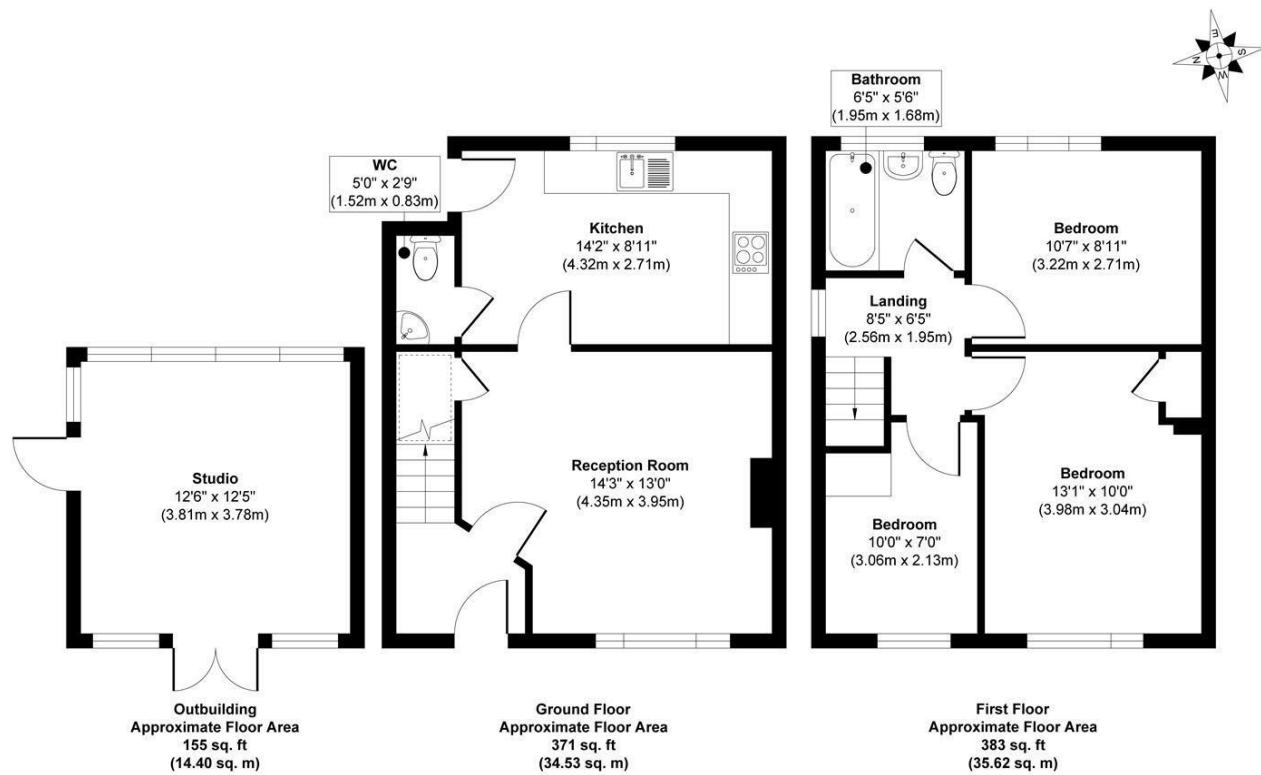 E
N
S
W
Bathroom
6'5" x 5'6"
(1.95m x 1.68m)
WC
5'0" x 2'9"
(1.52m x 0.83m)
Kitchen
14'2" x 8'11"
(4.32m x 2.71m)
Bedroom
10'7" x 8'11"
(3.22m x 2.71m)
Landing
8'5" x 6'5"
(2.56m x 1.95m)
Studio
12'6" x 12'5"
(3.81m x 3.78m)
Reception Room
14'3" x 13'0"
(4.35m x 3.95m)
Bedroom
13'1" x 10'0"
(3.98m x 3.04m)
Bedroom
10'0" x 7'0"
(3.06m x 2.13m)
Outbuilding
Approximate Floor Area
155 sq. ft
(14.40 sq. m)
Ground Floor
Approximate Floor Area
371 sq. ft
(34.53 sq. m)
First Floor
Approximate Floor Area
383 sq. ft
(35.62 sq. m)